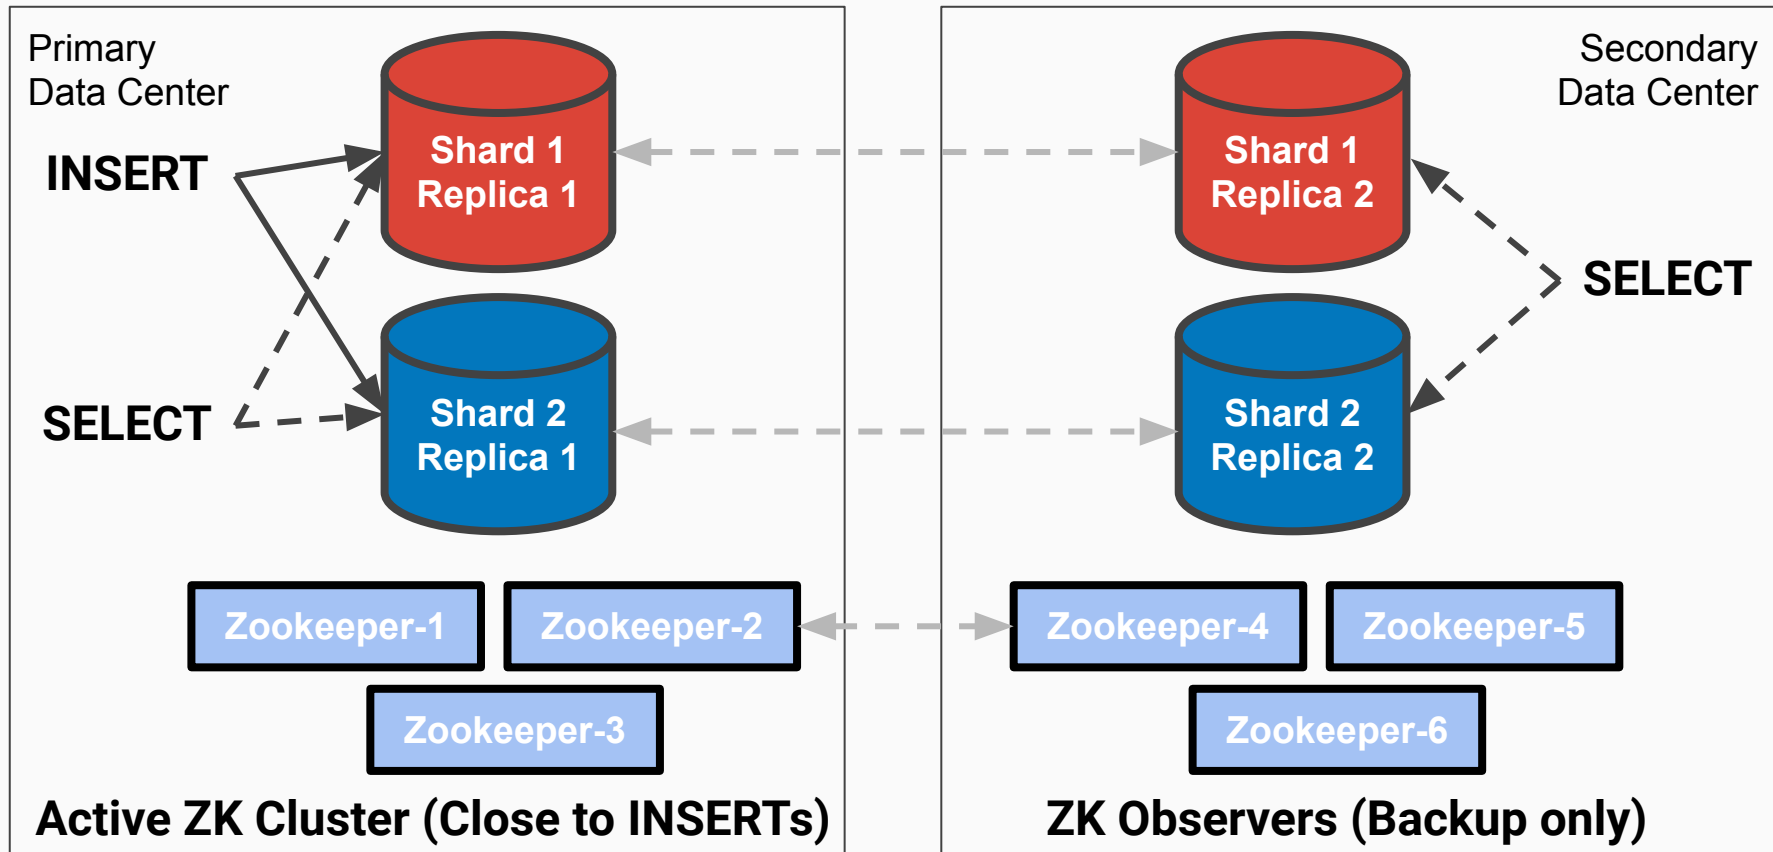 Primary
Data Center
INSERT
SELECT
Shard 1
Replica 1
Shard 2
Replica 1
Zookeeper-1
Zookeeper-2
Zookeeper-3
Active ZK Cluster (Close to INSERTs)
Secondary
Data Center
Shard 1
Replica 2
SELECT
Shard 2
Replica 2
Zookeeper-4
Zookeeper-5
Zookeeper-6
ZK Observers (Backup only)